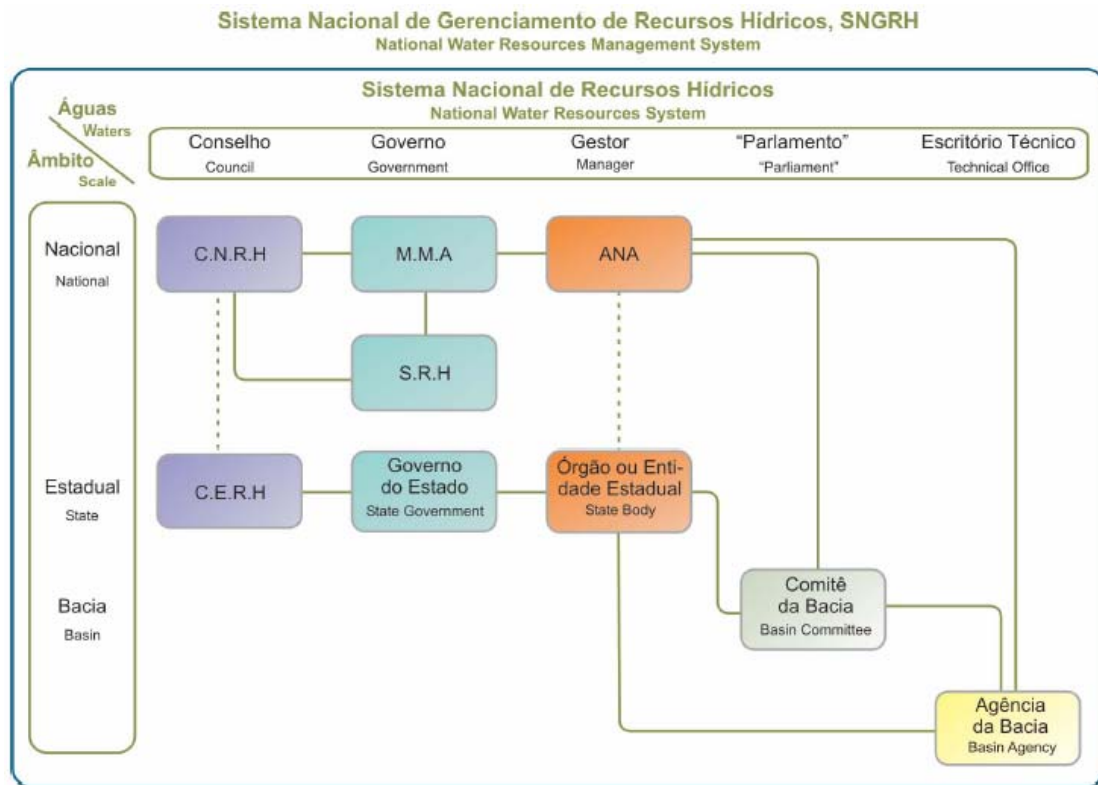 Sistema Nacional de Gerenciamento de Recursos Hídricos, SNGRH
National Water Resources Management System
Sistema Nacional de Recursos Hídricos
National Water Resources System
Águas
Waters
Âmbito
Scale
Conselho
Council
Governo
Government
Gestor
Manager
"Parlamento"
"Parliament"
Escritório Técnico
Technical Office
Nacional
National
C.N.R.H
M.M.A
ANA
S.R.H
Estadual
State
C.E.R.H
Governo
do Estado
State Government
Órgão ou Enti-
dade Estadual
State Body
Bacia
Basin
Comitê
da Bacia
Basin Committee
Agência
da Bacia
Basin Agency